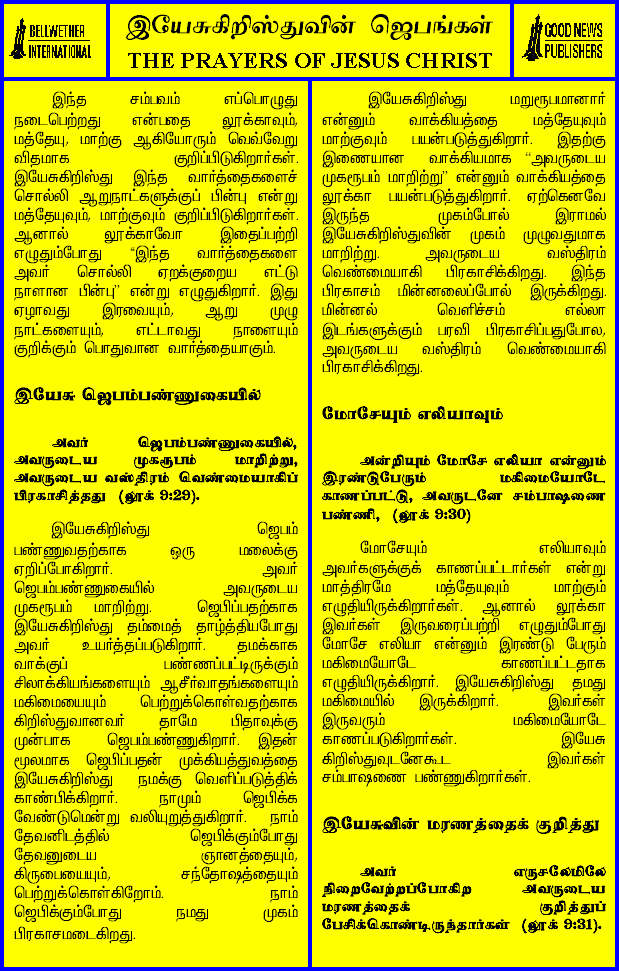 BELLWETHER
INTERNATIONAL
இயேசுகிறிஸ்துவின் ஜெபங்கள்
THE PRAYERS OF JESUS CHRIST
GOOD NEWS
PUBLISHERS
இந்த சம்பவம் எப்பொழுது
நடைபெற்றது என்பதை லூக்காவும்,
மத்தேயு, மாற்கு ஆகியோரும் வெவ்வேறு
விதமாக குறிப்பிடுகிறார்கள்.
இயேசுகிறிஸ்து இந்த வார்த்தைகளைச்
சொல்லி ஆறுநாட்களுக்குப் பின்பு என்று
மத்தேயுவும், மாற்குவும் குறிப்பிடுகிறார்கள்.
ஆனால் லூக்காவோ இதைப்பற்றி
எழுதும்போது “இந்த வார்த்தைகளை
அவர் சொல்லி ஏறக்குறைய எட்டு
நாளான பின்பு” என்று எழுதுகிறார். இது
ஏழாவது இரவையும், ஆறு முழு
நாட்களையும், எட்டாவது நாளையும்
குறிக்கும் பொதுவான வார்த்தையாகும்.
இயேசு ஜெபம்பண்ணுகையில்
அவர் ஜெபம்பண்ணுகையில்,
அவருடைய முகரூபம் மாறிற்று,
அவருடைய வஸ்திரம் வெண்மையாகிப்
பிரகாசித்தது (லூக் 9:29).
இயேசுகிறிஸ்து ஜெபம்
பண்ணுவதற்காக ஒரு மலைக்கு
ஏறிப்போகிறார். அவர்
ஜெபம்பண்ணுகையில் அவருடைய
முகரூபம் மாறிற்று. ஜெபிப்பதற்காக
இயேசுகிறிஸ்து தம்மைத் தாழ்த்தியபோது
அவர் உயர்த்தப்படுகிறார். தமக்காக
வாக்குப் பண்ணப்பட்டிருக்கும்
சிலாக்கியங்களையும் ஆசீர்வாதங்களையும்
மகிமையையும் பெற்றுக்கொள்வதற்காக
கிறிஸ்துவானவர் தாமே பிதாவுக்கு
முன்பாக ஜெபம்பண்ணுகிறார். இதன்
மூலமாக ஜெபிப்பதன் முக்கியத்துவத்தை
இயேசுகிறிஸ்து நமக்கு வெளிப்படுத்திக்
காண்பிக்கிறார். நாமும் ஜெபிக்க
வேண்டுமென்று வலியுறுத்துகிறார். நாம்
தேவனிடத்தில் ஜெபிக்கும்போது
தேவனுடைய ஞானத்தையும்,
கிருபையையும், சந்தோஷத்தையும்
பெற்றுக்கொள்கிறோம். நாம்
ஜெபிக்கும்போது நமது முகம்
பிரகாசமடைகிறது.
இயேசுகிறிஸ்து மறுரூபமானார்
என்னும் வாக்கியத்தை மத்தேயுவும்
மாற்குவும் பயன்படுத்துகிறார். இதற்கு
இணையான வாக்கியமாக “அவருடைய
முகரூபம் மாறிற்று” என்னும் வாக்கியத்தை
லூக்கா பயன்படுத்துகிறார். ஏற்கெனவே
இருந்த முகம்போல் இராமல்
இயேசுகிறிஸ்துவின் முகம் முழுவதுமாக
மாறிற்று. அவருடைய வஸ்திரம்
வெண்மையாகி பிரகாசிக்கிறது. இந்த
பிரகாசம் மின்னலைப்போல் இருக்கிறது.
மின்னல் வெளிச்சம் எல்லா
இடங்களுக்கும் பரவி பிரகாசிப்பதுபோல,
அவருடைய வஸ்திரம் வெண்மையாகி
பிரகாசிக்கிறது.
மோசேயும் எலியாவும்
அன்றியும் மோசே எலியா என்னும்
இரண்டுபேரும் மகிமையோடே
காணப்பட்டு, அவருடனே சம்பாஷணை
பண்ணி, (லூக் 9:30)
மோசேயும் எலியாவும்
அவர்களுக்குக் காணப்பட்டார்கள் என்று
மாத்திரமே மத்தேயுவும் மாற்கும்
எழுதியிருக்கிறார்கள். ஆனால் லூக்கா
இவர்கள் இருவரைப்பற்றி எழுதும்போது
மோசே எலியா என்னும் இரண்டு பேரும்
மகிமையோடே காணப்பட்டதாக
எழுதியிருக்கிறார். இயேசுகிறிஸ்து தமது
மகிமையில் இருக்கிறார். இவர்கள்
இருவரும் மகிமையோடே
காணப்படுகிறார்கள். இயேசு
கிறிஸ்துவுடனேகூட இவர்கள்
சம்பாஷணை பண்ணுகிறார்கள்.
இயேசுவின் மரணத்தைக் குறித்து
அவர் எருசலேமிலே
நிறைவேற்றப்போகிற அவருடைய
மரணத்தைக் குறித்துப்
பேசிக்கொண்டிருந்தார்கள் (லூக் 9:31).